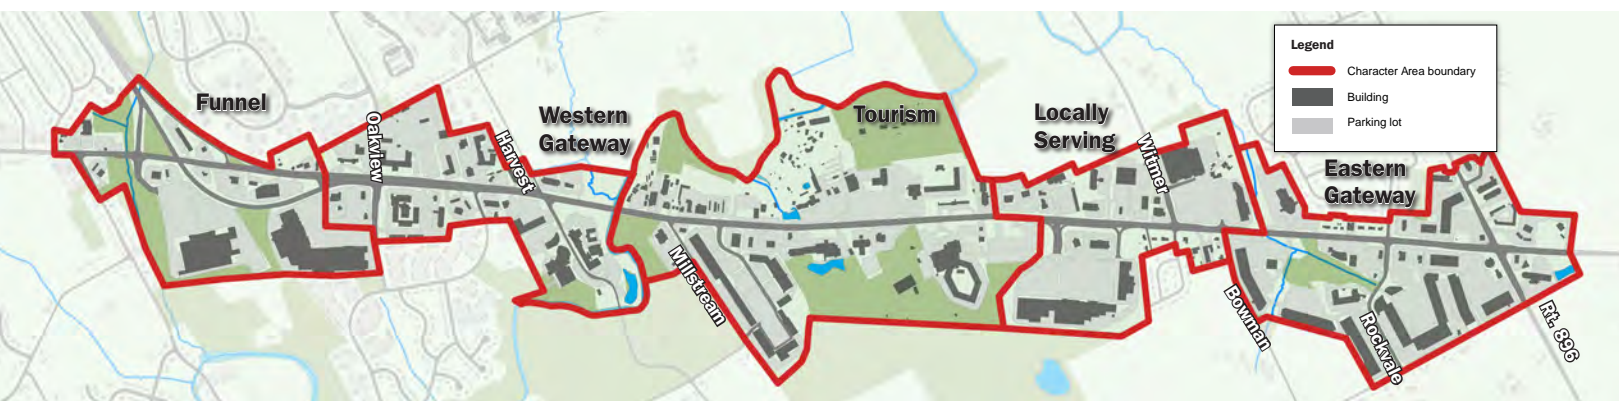 Funnel
Oakview
Harvest
Western
Gateway
Millstream
Tourism
Locally
Serving
Witmer
Bowman
Eastern
Gateway
Rockvale
Rt. 896
Legend
Character Area boundary
Building
Parking lot